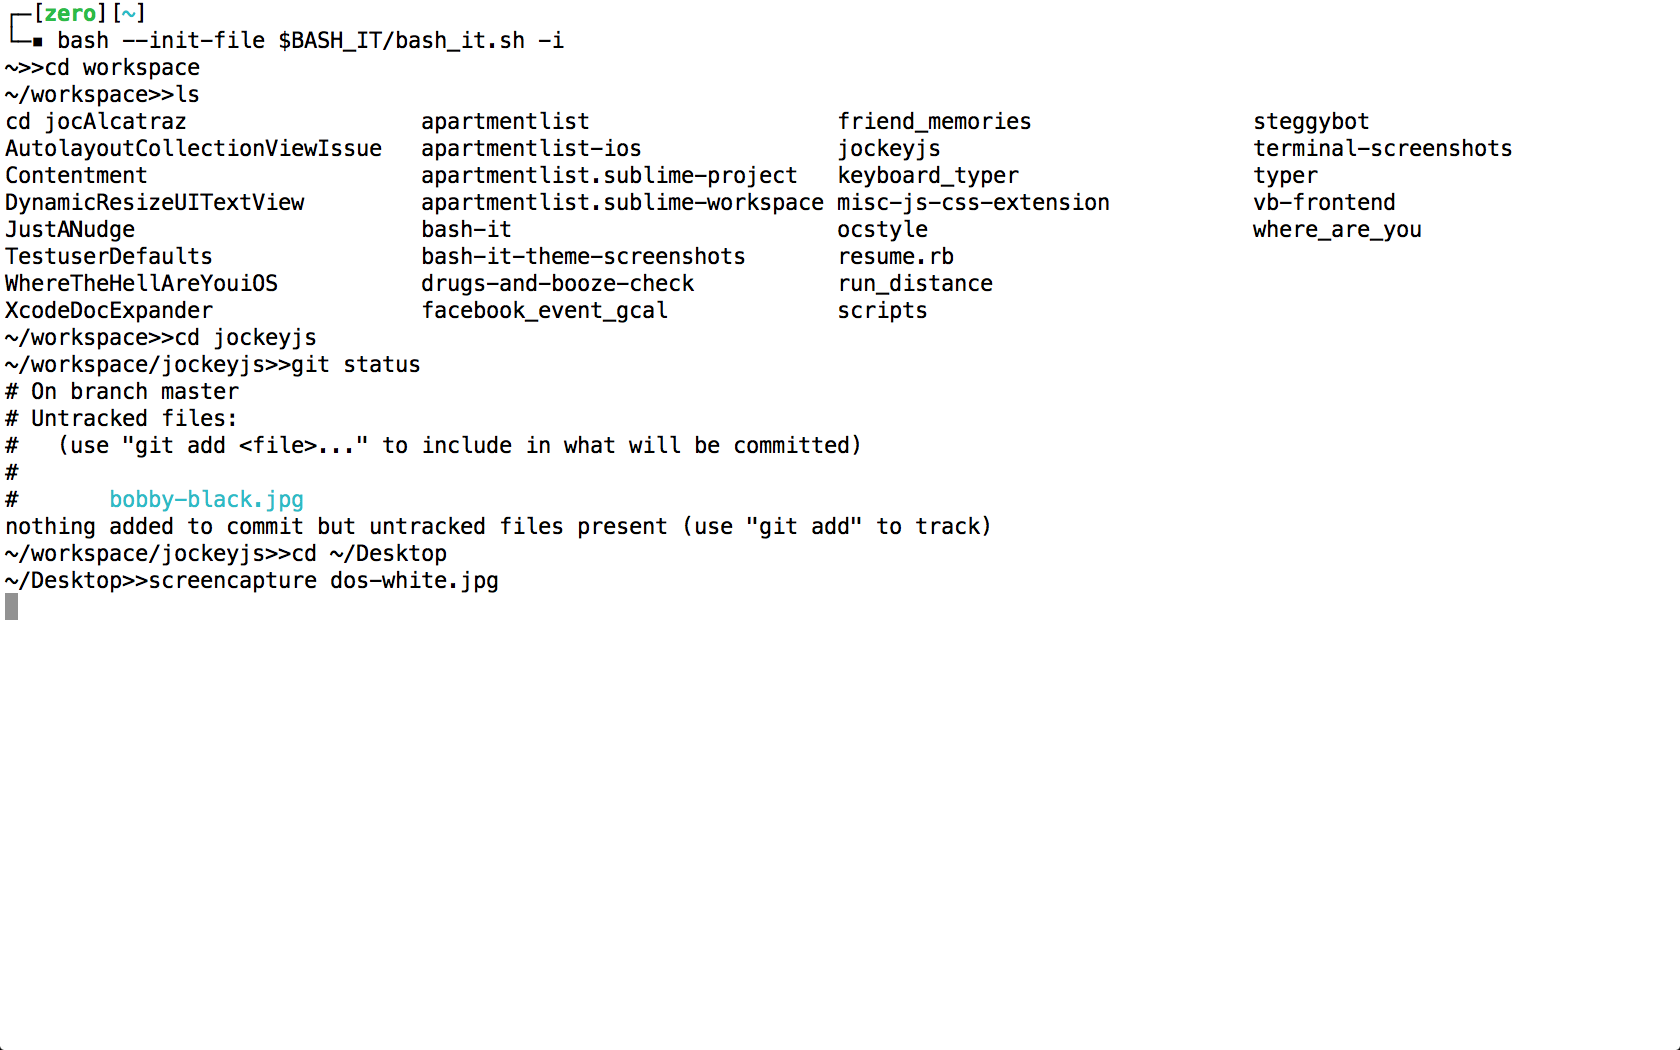 ┌─[zero][~]
└─▪ bash --init-file $BASH_IT/bash_it.sh -i
~>>cd workspace
~/workspace>>ls
cd jocAlcatraz                  apartmentlist                   friend_memories                 steggybot
AutolayoutCollectionViewIssue   apartmentlist-ios               jockeyjs                        terminal-screenshots
Contentment                     apartmentlist.sublime-project   keyboard_typer                  typer
DynamicResizeUITextView         apartmentlist.sublime-workspace misc-js-css-extension           vb-frontend
JustANudge                      bash-it                         ocstyle                         where_are_you
TestuserDefaults                bash-it-theme-screenshots       resume.rb
WhereTheHellAreYouiOS           drugs-and-booze-check           run_distance
XcodeDocExpander                facebook_event_gcal             scripts
~/workspace>>cd jockeyjs
~/workspace/jockeyjs>>git status
# On branch master
# Untracked files:
#   (use "git add <file>..." to include in what will be committed)
#
#       bobby-black.jpg
nothing added to commit but untracked files present (use "git add" to track)
~/workspace/jockeyjs>>cd ~/Desktop
~/Desktop>>screencapture dos-white.jpg